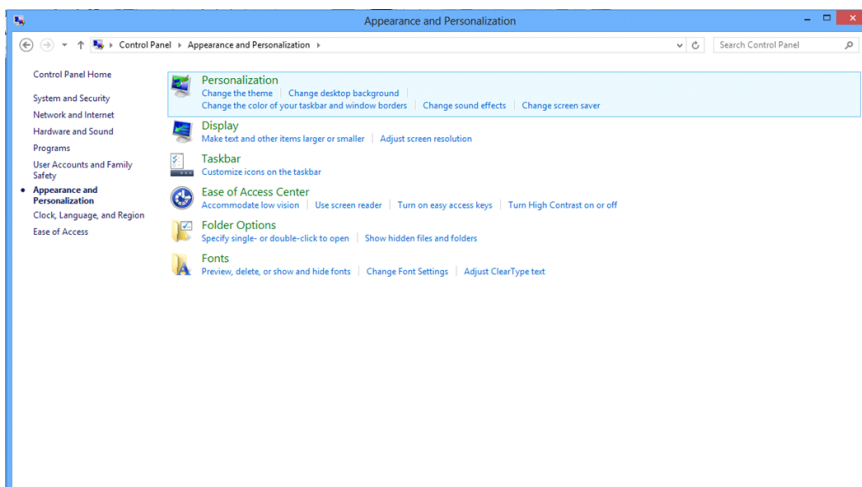 Appearance and Personalization
Control Panel Appearance and Personalization
Search Control Panel
Control Panel Home
System and Security
Network and Internet
Hardware and Sound
Programs
User Accounts and Family
Safety
Appearance and
Personalization
Clock, Language, and Region
Ease of Access
Personalization
Change the theme Change desktop background
Change the color of your taskbar and window borders Change sound effects Change screen saver
Display
Make text and other items larger or smaller Adjust screen resolution
Taskbar
Customize icons on the taskbar
Ease of Access Center
Accommodate low vision Use screen reader Turn on easy access keys Turn High Contrast on or off
Folder Options
Specify single- or double-click to open Show hidden files and folders
Fonts
Preview, delete, or show and hide fonts Change Font Settings Adjust ClearType text